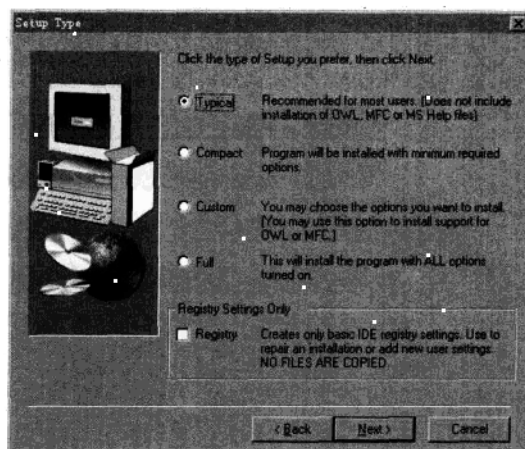 Setup Type
Click the type of Setup you prefer, then click Next.
Typical
Recommended for most users. (Does not include
installation of OWL, MFC or MS Help files)
Compact
Program will be installed with minimum required
options.
Custom
You may choose the options you want to install.
(You may use this option to install support for
OWL or MFC.)
Full
This will install the program with ALL options
turned on.
Registry Settings Only
Registry
Creates only basic IDE registry settings. Use to
repair an installation or add new user settings.
NO FILES ARE COPIED.
< Back
Next >
Cancel